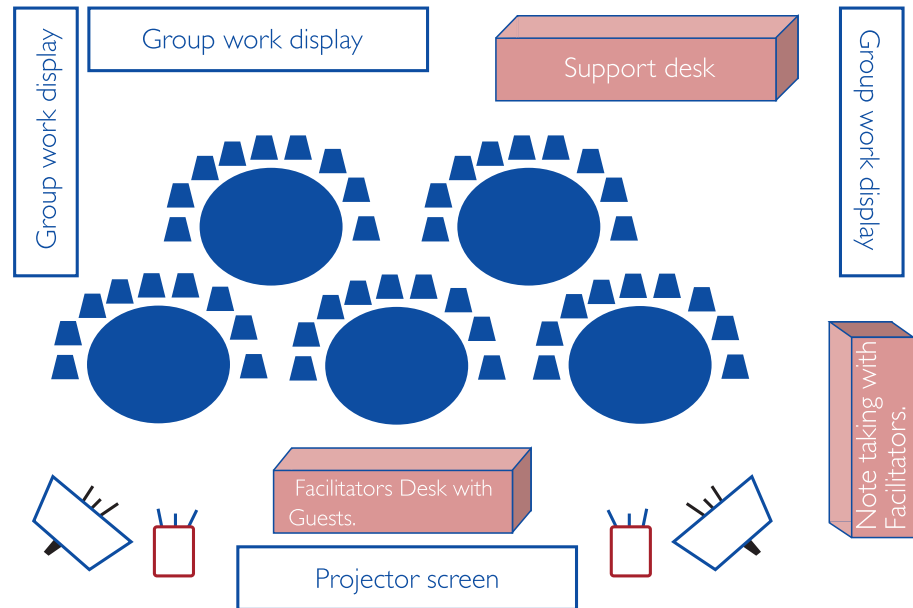 Group work display
Group work display
Support desk
Group work display
Note taking with
Facilitators.
Facilitators Desk with
Guests.
Projector screen